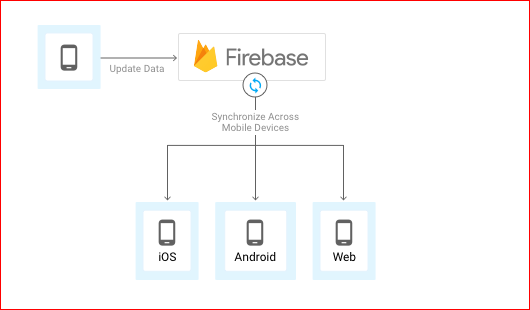 Firebase
Update Data
Synchronize Across
Mobile Devices
iOS
Android
Web